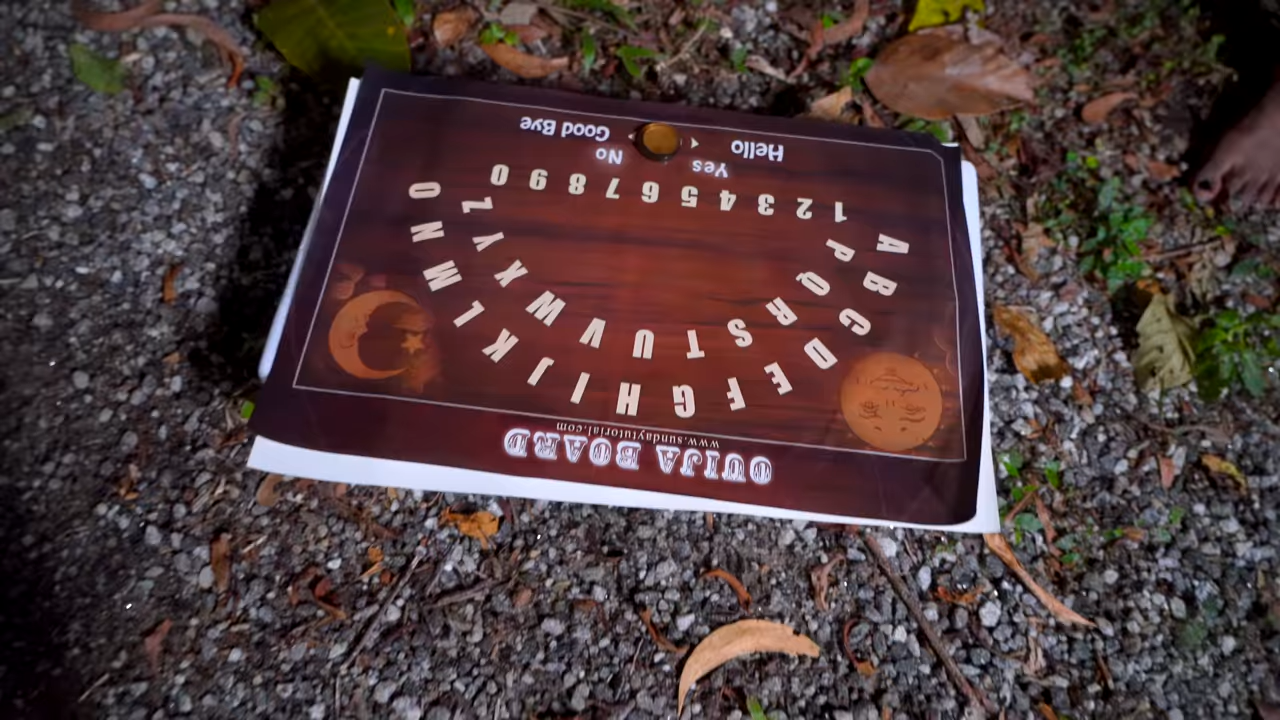 OUIJA BOARD
www.sundaytutorial.com
A B C D E F G H I J K L M N O
P Q R S T U V W X Y Z
1 2 3 4 5 6 7 8 9 0
Yes No
Hello Good Bye